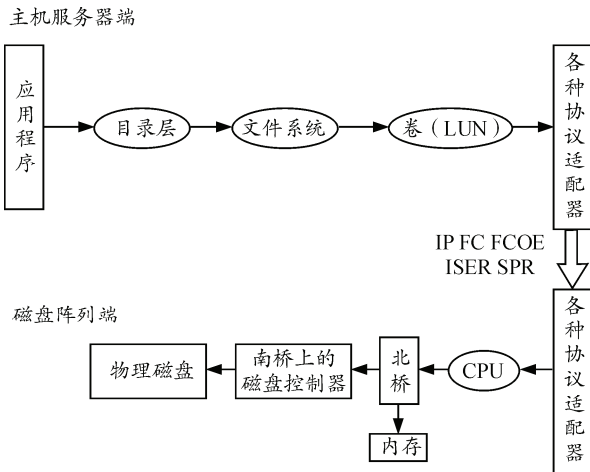 主机服务器端
应用程序
目录层
文件系统
卷（LUN）
各种协议适配器
IP FC FCOE
ISER SPR
磁盘阵列端
物理磁盘
南桥上的
磁盘控制器
北桥
内存
CPU
各种协议适配器